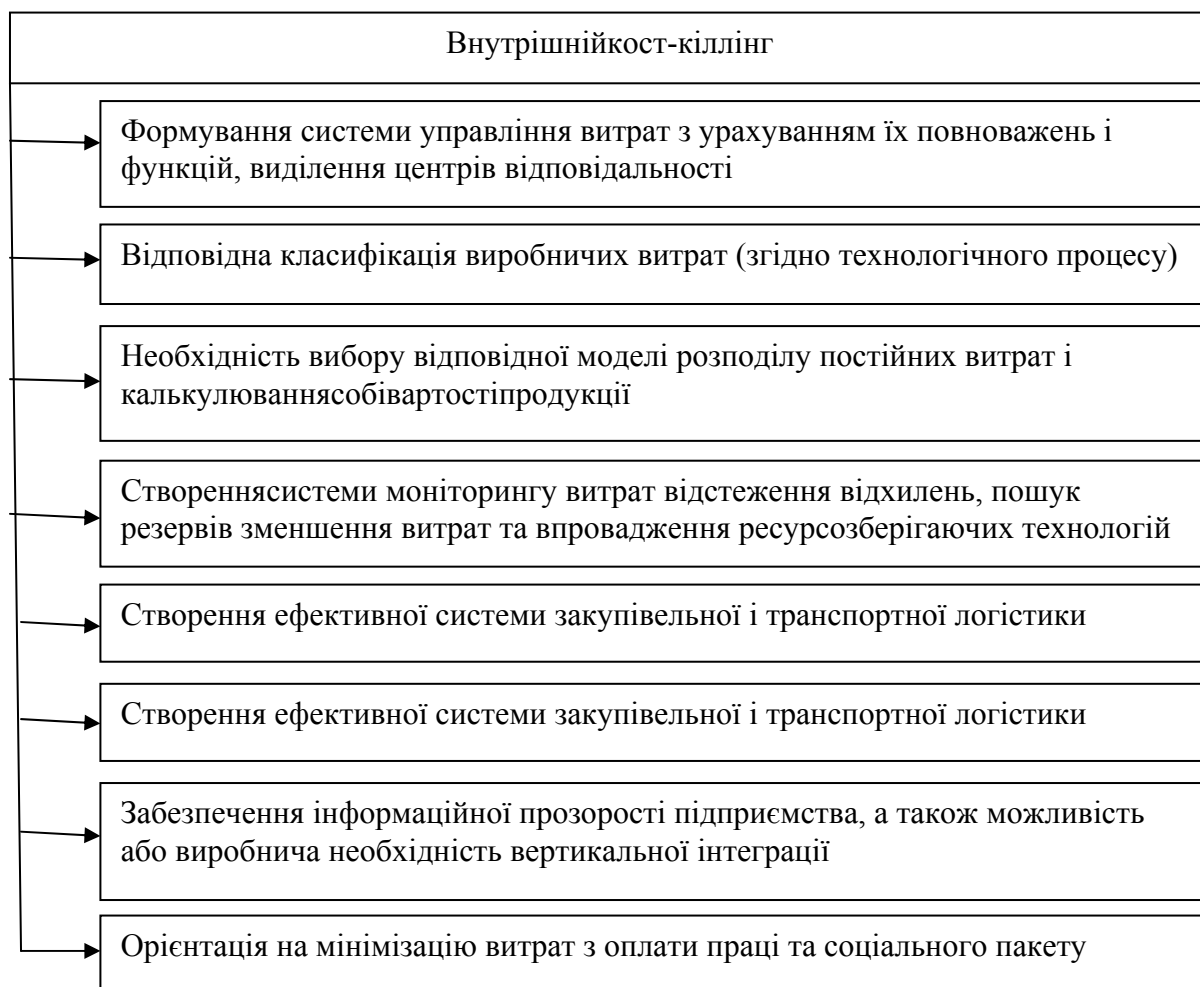 Внутрішнійкост-кіллінг
Формування системи управління витрат з урахуванням їх повноважень і
функцій, виділення центрів відповідальності
Відповідна класифікація виробничих витрат (згідно технологічного процесу)
Необхідність вибору відповідної моделі розподілу постійних витрат і
калькулюваннясобівартостіпродукції
Створеннясистеми моніторингу витрат відстеження відхилень, пошук
резервів зменшення витрат та впровадження ресурсозберігаючих технологій
Створення ефективної системи закупівельної і транспортної логістики
Створення ефективної системи закупівельної і транспортної логістики
Забезпечення інформаційної прозорості підприємства, а також можливість
або виробнича необхідність вертикальної інтеграції
Орієнтація на мінімізацію витрат з оплати праці та соціального пакету